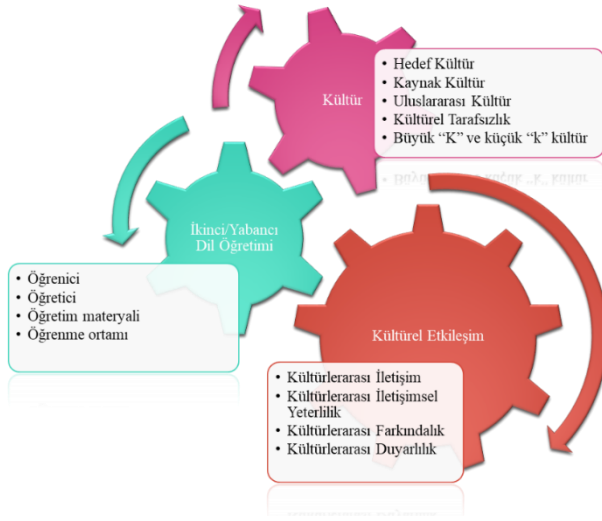 Kültür
• Hedef Kültür
• Kaynak Kültür
• Uluslararası Kültür
• Kültürel Tarafsızlık
• Büyük “K” ve küçük “k” kültür
İkinci/Yabancı
Dil Öğretimi
• Öğrenici
• Öğretici
• Öğretim materyali
• Öğrenme ortamı
Kültürel Etkileşim
• Kültürlerarası İletişim
• Kültürlerarası İletişimsel
Yeterlilik
• Kültürlerarası Farkındalık
• Kültürlerarası Duyarlılık